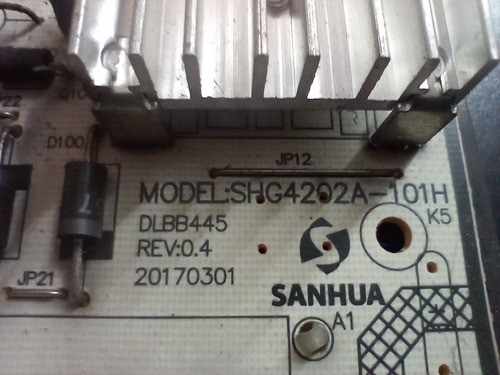 D100
JP12
MODEL:SHG4202A-101H
K5
DLBB445
REV:0.4
20170301
JP21
SANHUA
A1